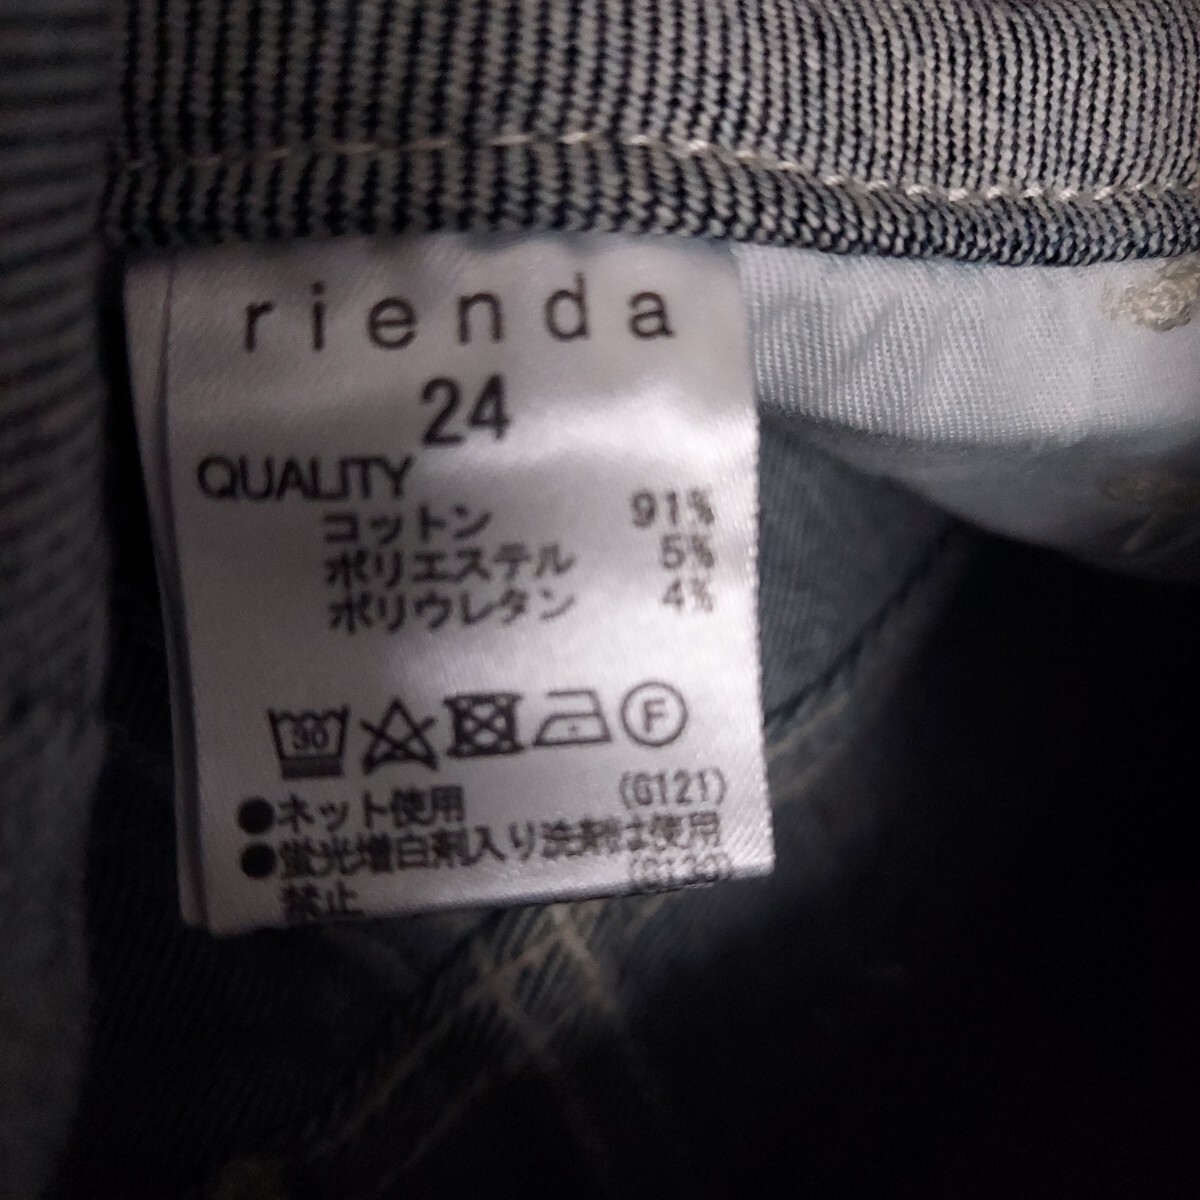 rienda
24
QUALITY
コットン 91%
ポリエステル 5%
ポリウレタン 4%
30 F
●ネット使用 (G121)
●蛍光増白剤入り洗剤は使用
禁止 (G130)